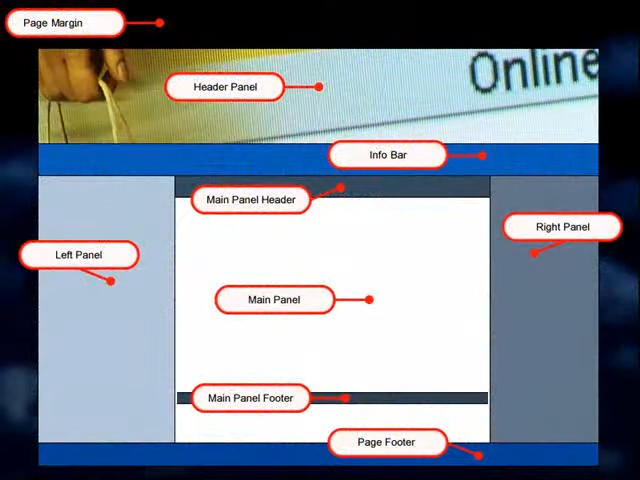 Page Margin
Online
Header Panel
Info Bar
Main Panel Header
Right Panel
Left Panel
Main Panel
Main Panel Footer
Page Footer